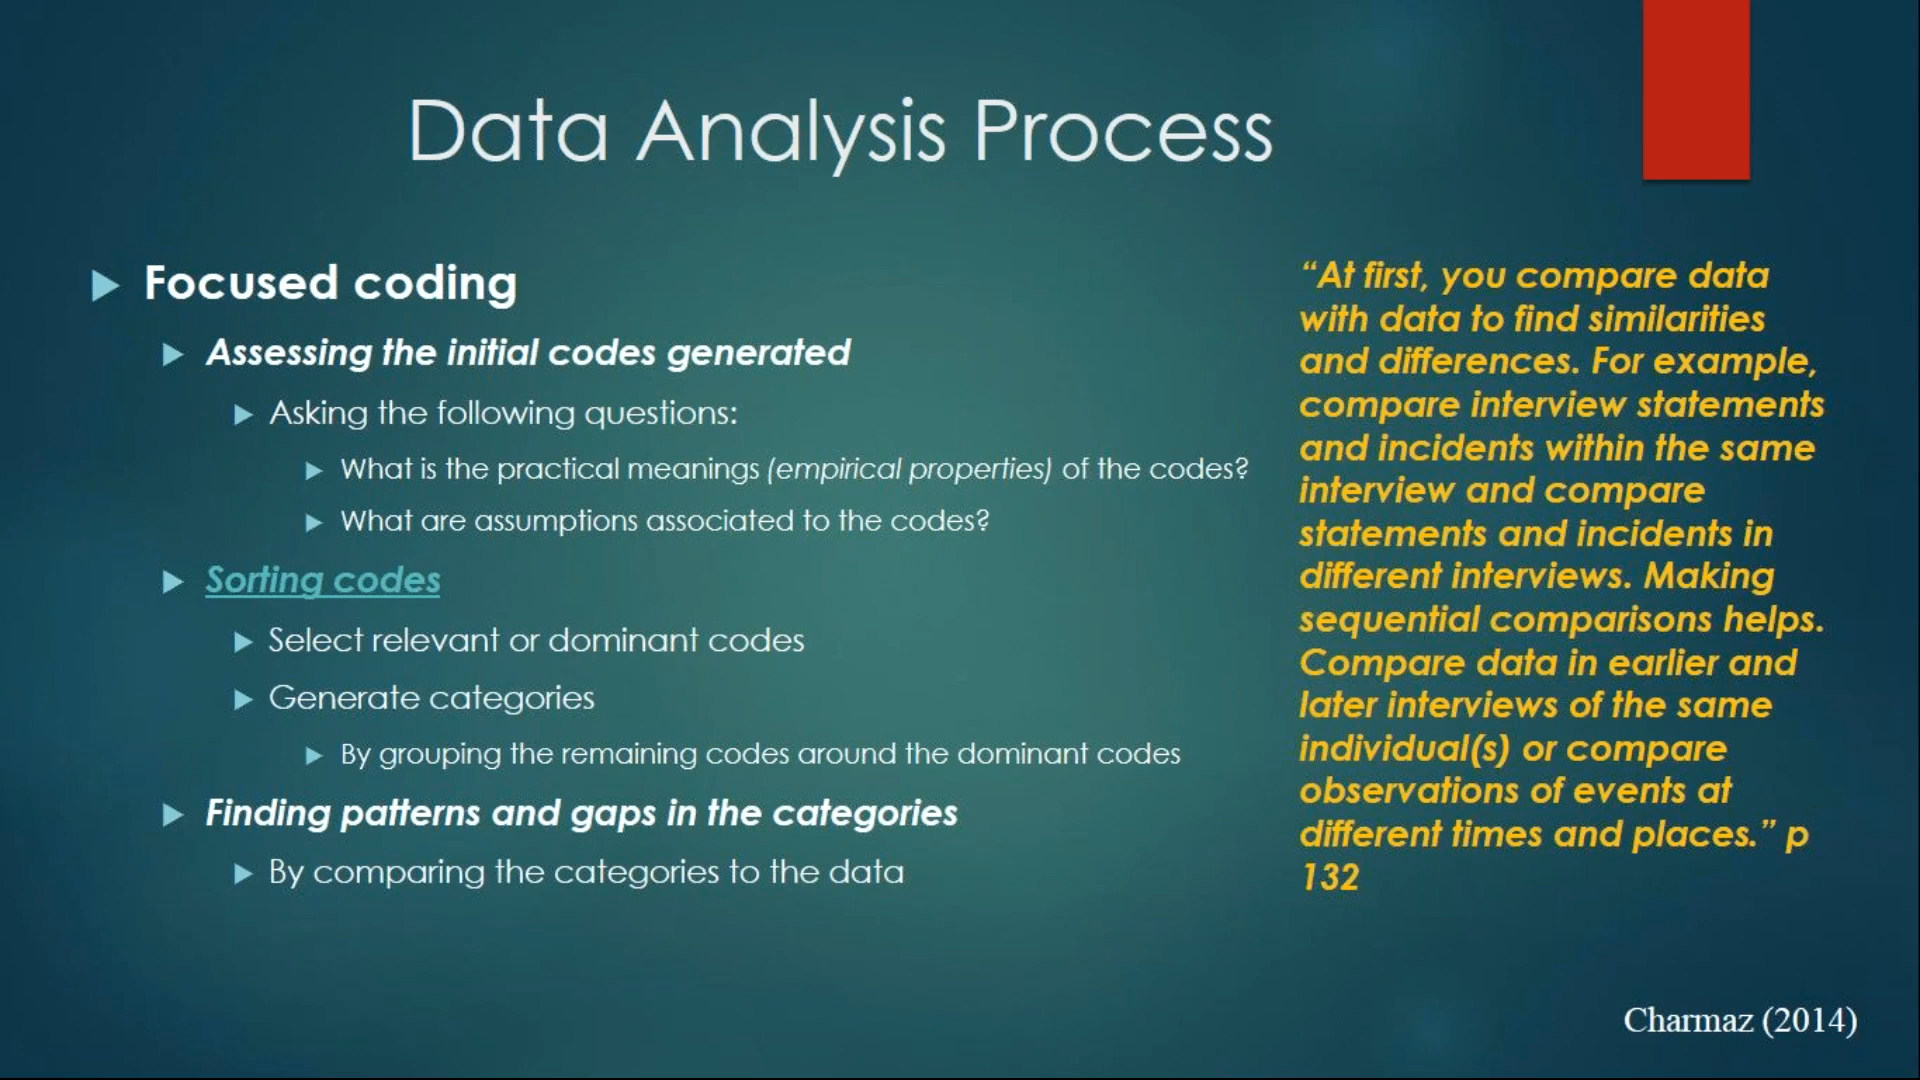 Data Analysis Process
Focused coding
Assessing the initial codes generated
Asking the following questions:
What is the practical meanings (empirical properties) of the codes?
What are assumptions associated to the codes?
Sorting codes
Select relevant or dominant codes
Generate categories
By grouping the remaining codes around the dominant codes
Finding patterns and gaps in the categories
By comparing the categories to the data
“At first, you compare data
with data to find similarities
and differences. For example,
compare interview statements
and incidents within the same
interview and compare
statements and incidents in
different interviews. Making
sequential comparisons helps.
Compare data in earlier and
later interviews of the same
individual(s) or compare
observations of events at
different times and places.” p
132
Charmaz (2014)